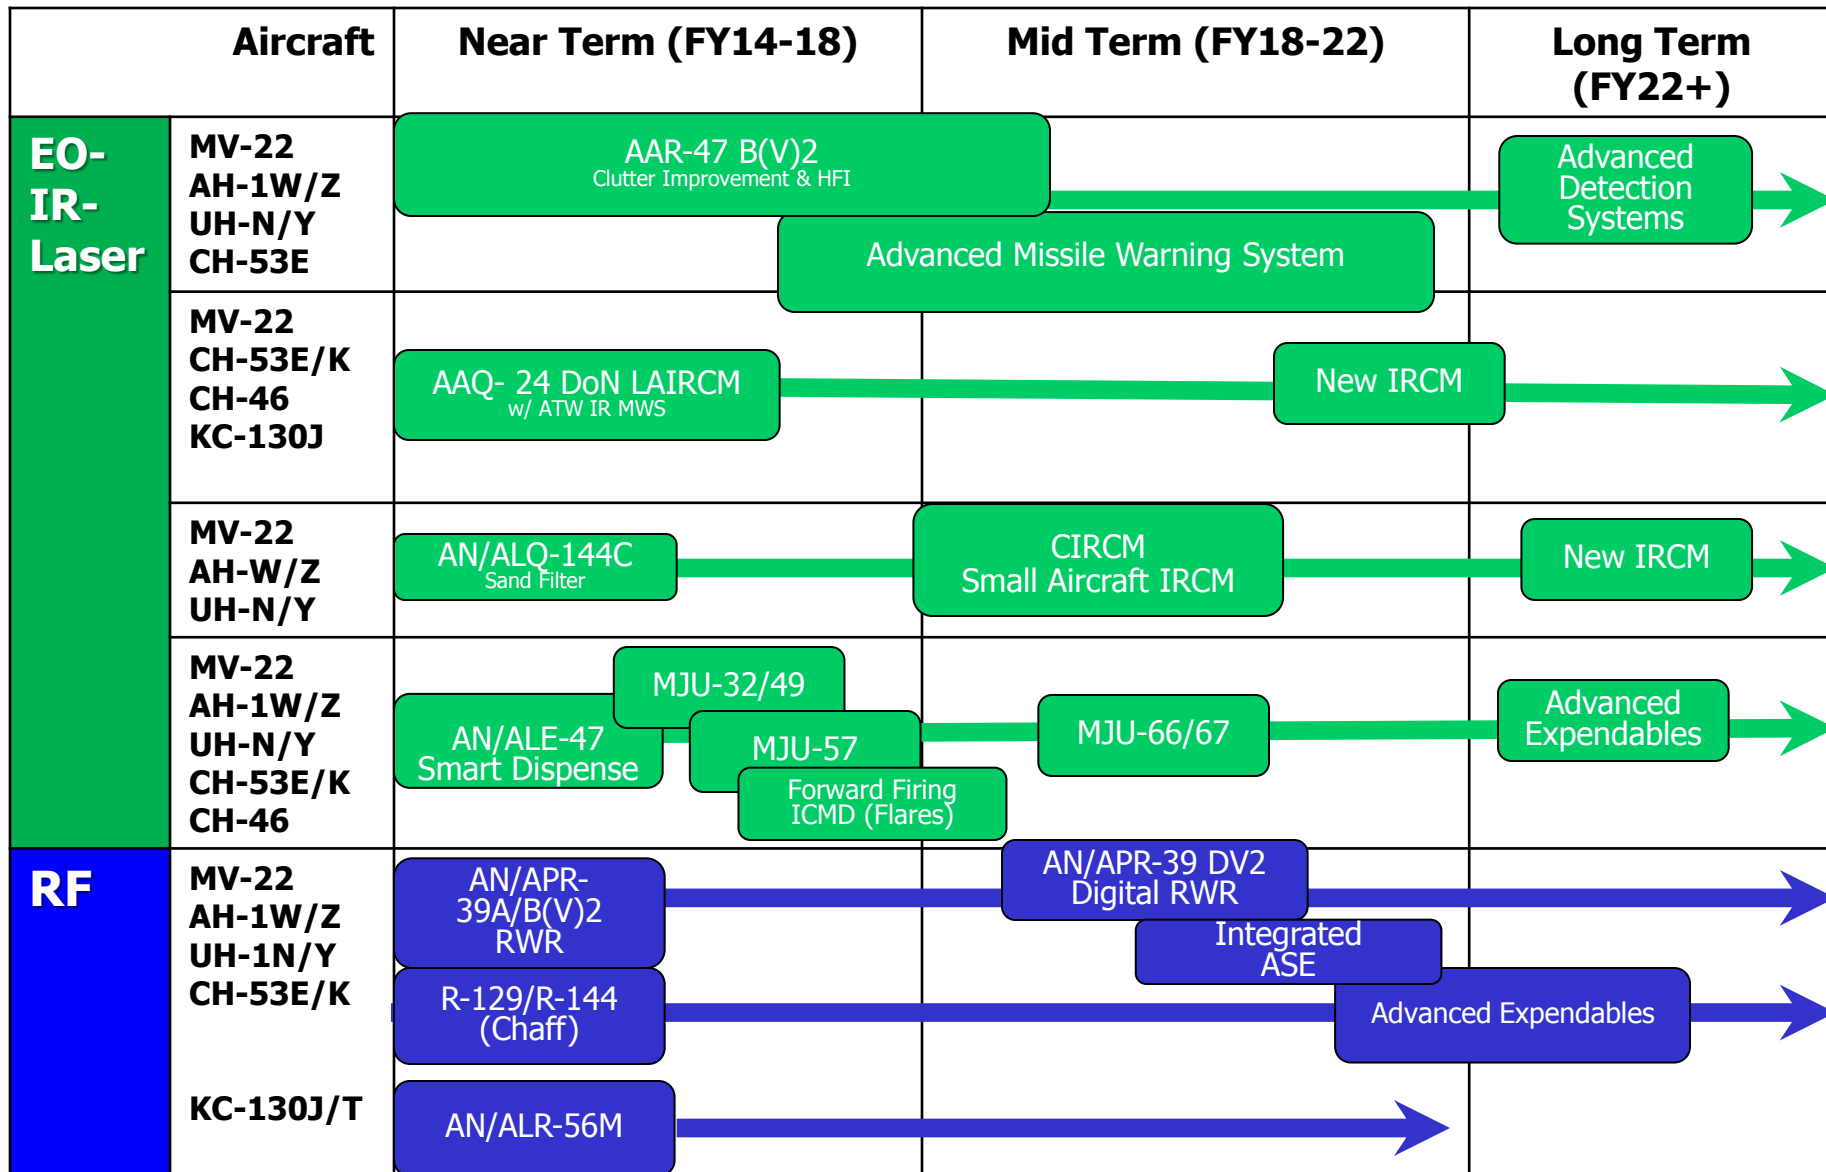 Aircraft
Near Term (FY14-18)
Mid Term (FY18-22)
Long Term
(FY22+)
EO-
IR-
Laser
MV-22
AH-1W/Z
UH-N/Y
CH-53E
AAR-47 B(V)2
Clutter Improvement & HFI
Advanced Missile Warning System
Advanced
Detection
Systems
MV-22
CH-53E/K
CH-46
KC-130J
AAQ- 24 DoN LAIRCM
w/ ATW IR MWS
New IRCM
MV-22
AH-W/Z
UH-N/Y
AN/ALQ-144C
Sand Filter
CIRCM
Small Aircraft IRCM
New IRCM
MV-22
AH-1W/Z
UH-N/Y
CH-53E/K
CH-46
AN/ALE-47
Smart Dispense
MJU-32/49
MJU-57
Forward Firing
ICMD (Flares)
MJU-66/67
Advanced
Expendables
RF
MV-22
AH-1W/Z
UH-1N/Y
CH-53E/K
AN/APR-
39A/B(V)2
RWR
AN/APR-39 DV2
Digital RWR
Integrated
ASE
R-129/R-144
(Chaff)
Advanced Expendables
KC-130J/T
AN/ALR-56M